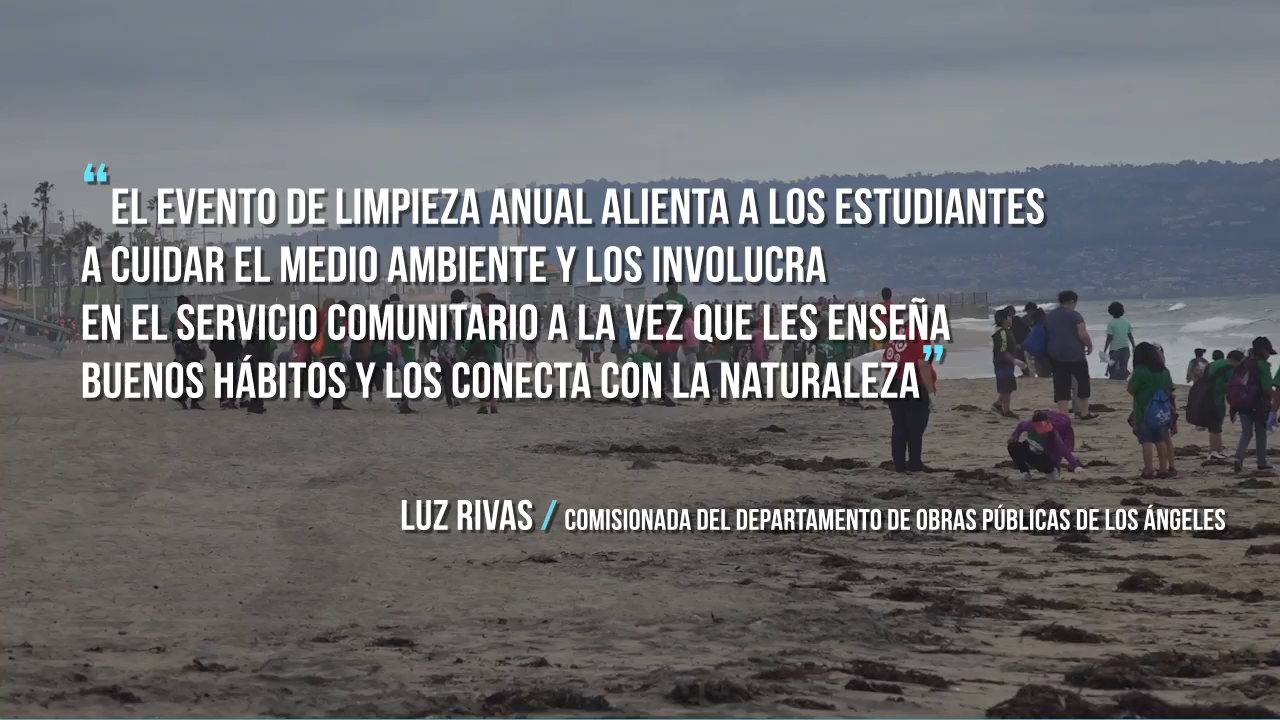 “EL EVENTO DE LIMPIEZA ANUAL ALIENTA A LOS ESTUDIANTES
A CUIDAR EL MEDIO AMBIENTE Y LOS INVOLUCRA
EN EL SERVICIO COMUNITARIO A LA VEZ QUE LES ENSEÑA
BUENOS HÁBITOS Y LOS CONECTA CON LA NATURALEZA”
LUZ RIVAS / COMISIONADA DEL DEPARTAMENTO DE OBRAS PÚBLICAS DE LOS ÁNGELES